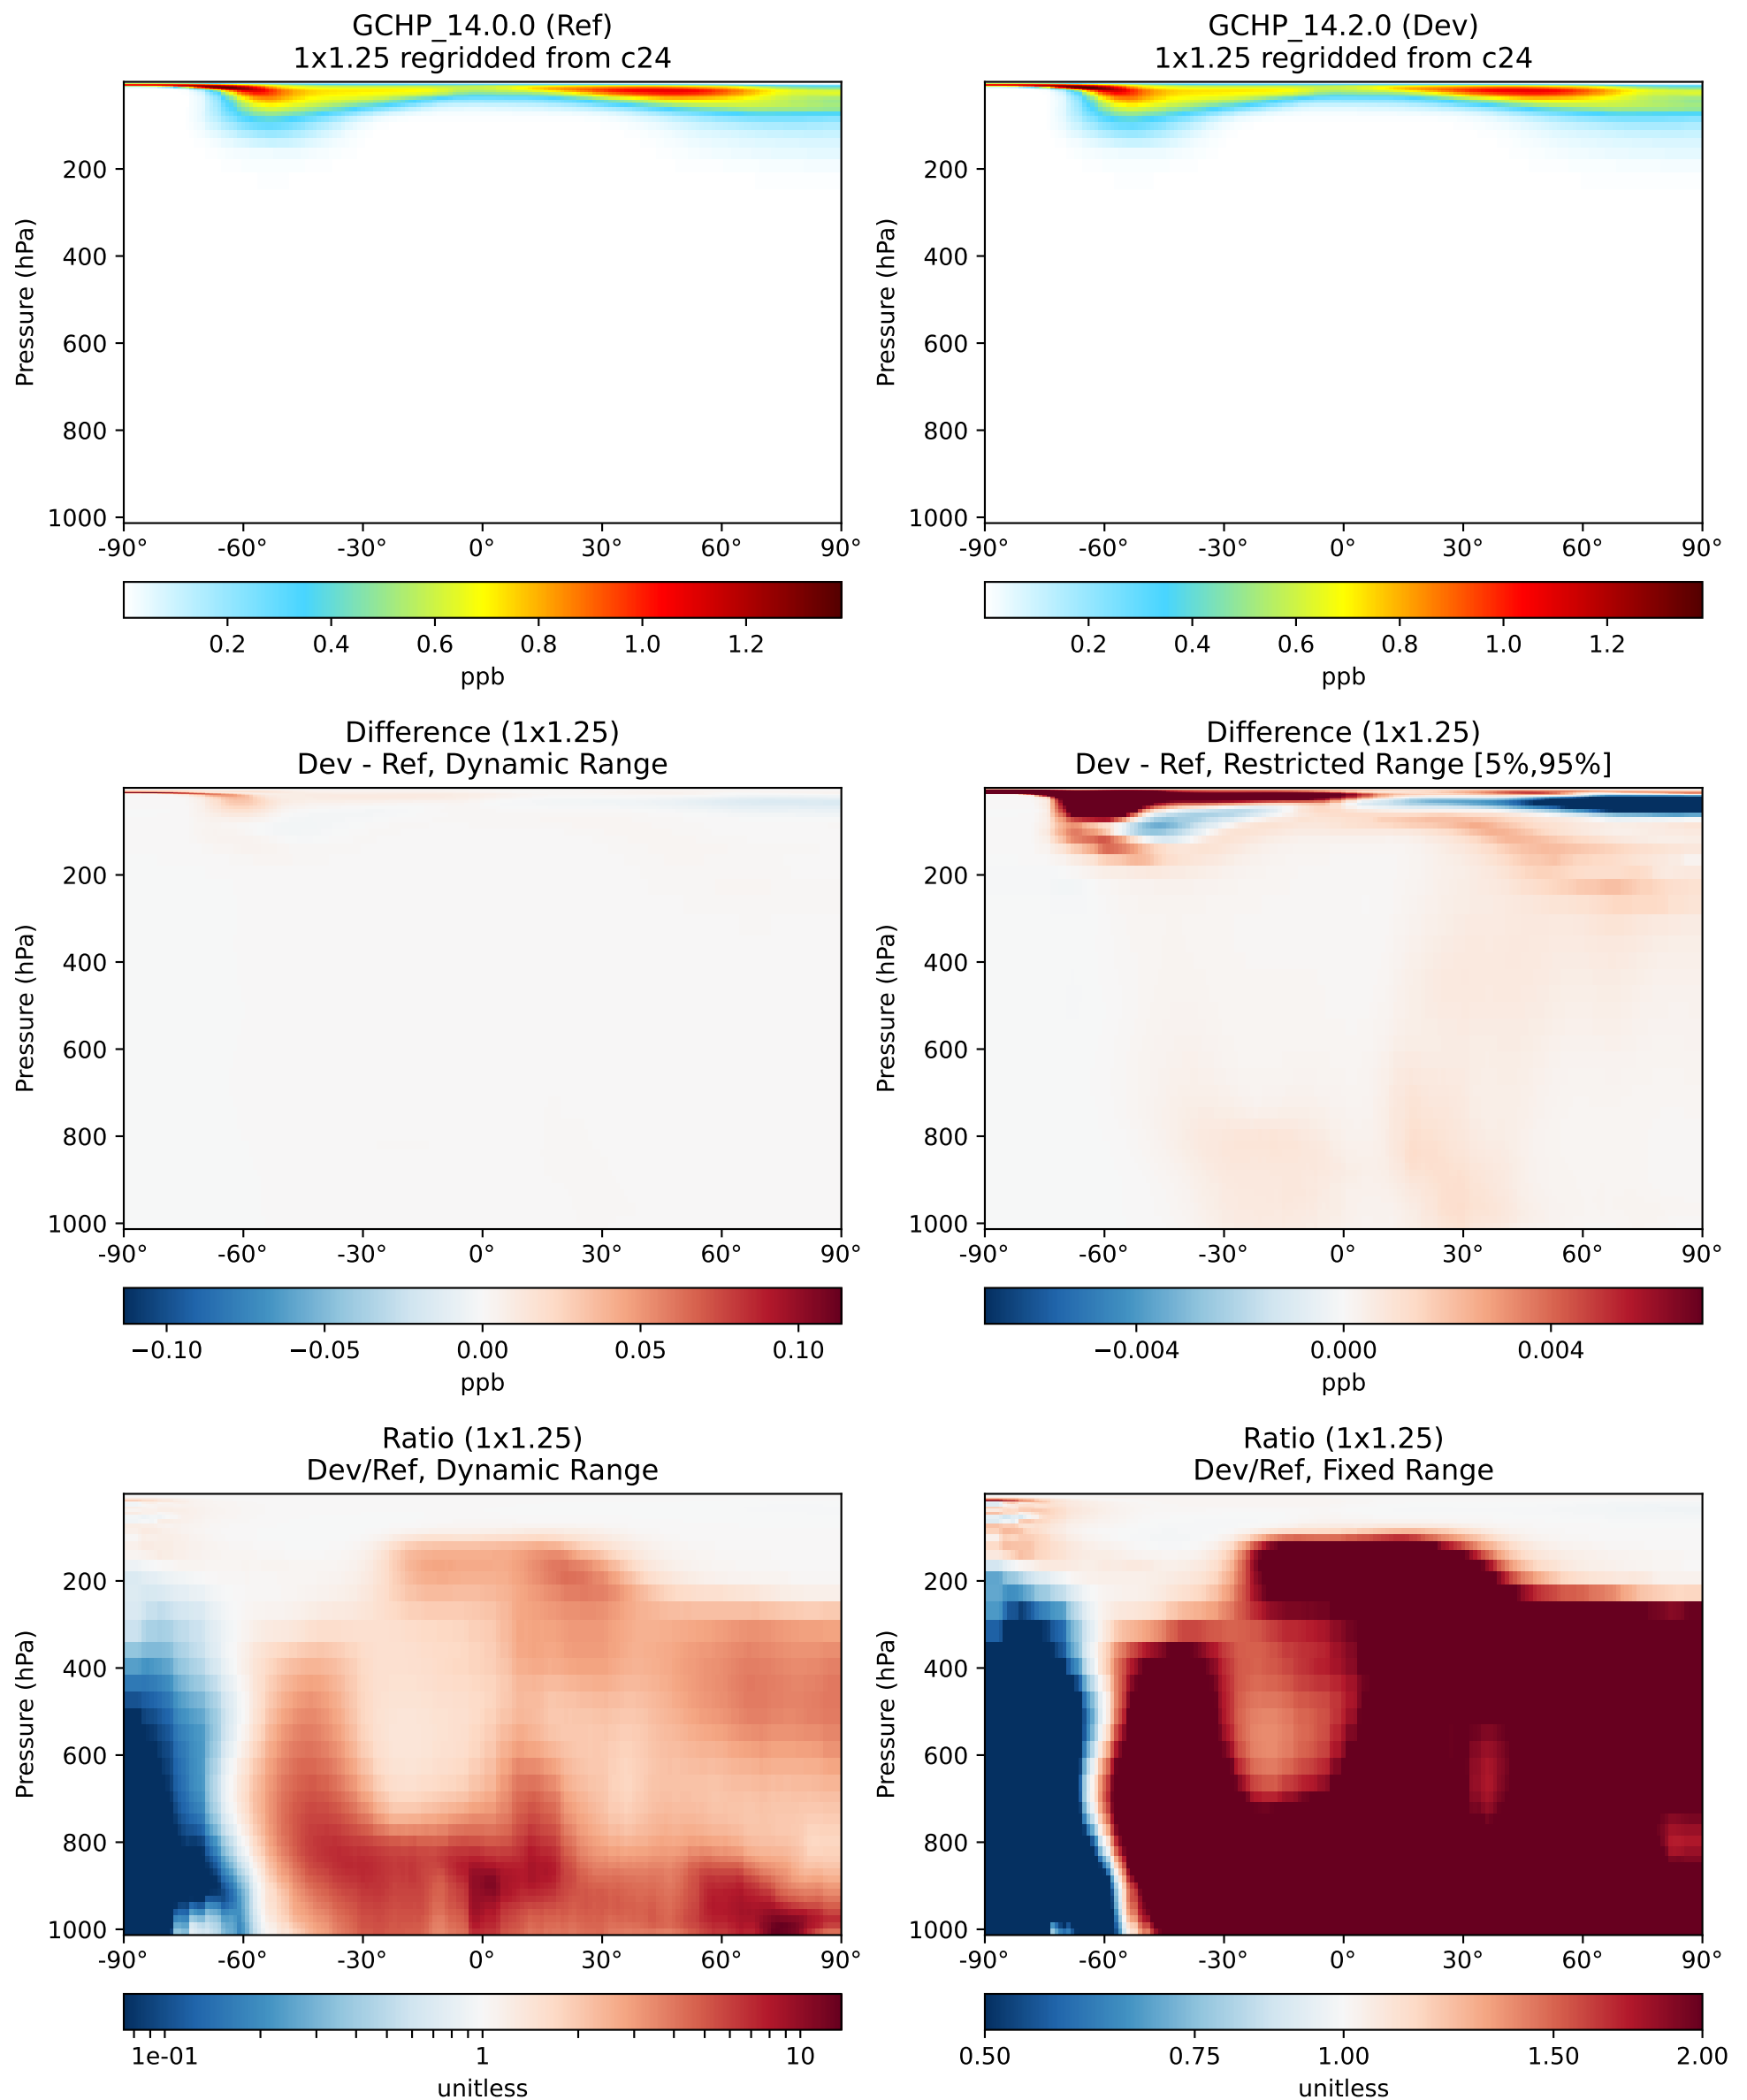 GCHP_14.0.0 (Ref)
1x1.25 regridded from c24
Pressure (hPa)
200
400
600
800
1000
-90° -60° -30° 0° 30° 60° 90°
0.2 0.4 0.6 0.8 1.0 1.2
ppb
GCHP_14.2.0 (Dev)
1x1.25 regridded from c24
Pressure (hPa)
200
400
600
800
1000
-90° -60° -30° 0° 30° 60° 90°
0.2 0.4 0.6 0.8 1.0 1.2
ppb
Difference (1x1.25)
Dev - Ref, Dynamic Range
Pressure (hPa)
200
400
600
800
1000
-90° -60° -30° 0° 30° 60° 90°
−0.10 −0.05 0.00 0.05 0.10
ppb
Difference (1x1.25)
Dev - Ref, Restricted Range [5%,95%]
Pressure (hPa)
200
400
600
800
1000
-90° -60° -30° 0° 30° 60° 90°
−0.004 0.000 0.004
ppb
Ratio (1x1.25)
Dev/Ref, Dynamic Range
Pressure (hPa)
200
400
600
800
1000
-90° -60° -30° 0° 30° 60° 90°
1e-01 1 10
unitless
Ratio (1x1.25)
Dev/Ref, Fixed Range
Pressure (hPa)
200
400
600
800
1000
-90° -60° -30° 0° 30° 60° 90°
0.50 0.75 1.00 1.50 2.00
unitless